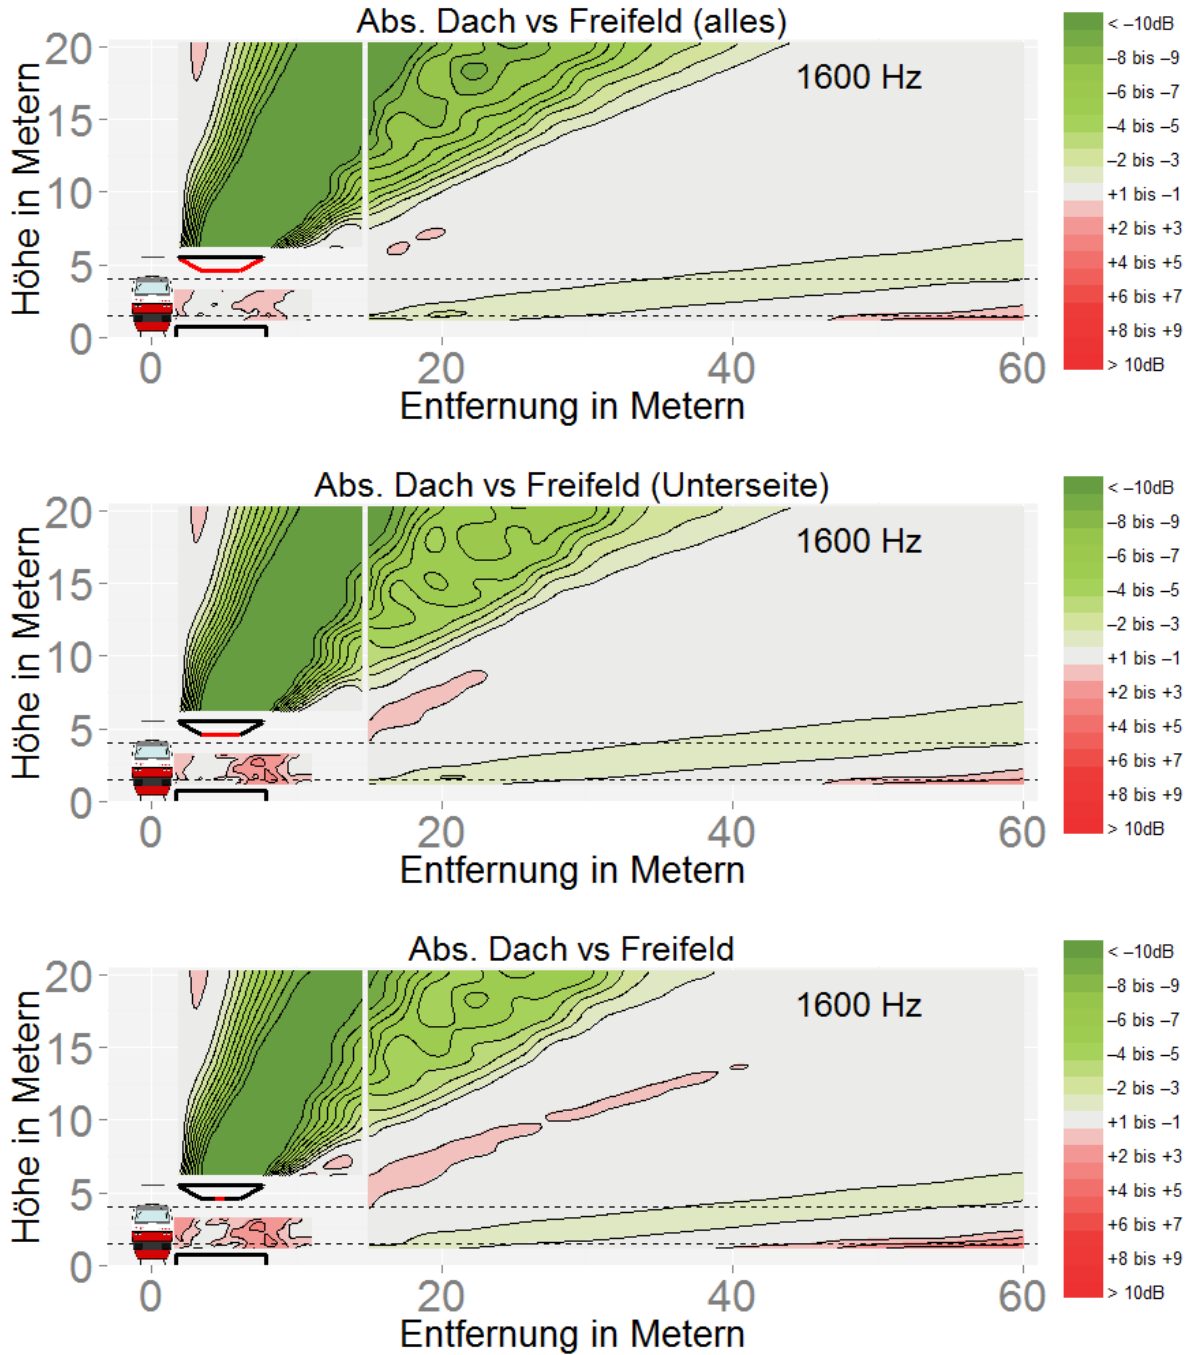 Abs. Dach vs Freifeld (alles)
Höhe in Metern
20
15
10
5
0
1600 Hz
0
20
40
60
Entfernung in Metern
< –10dB
–8 bis –9
–6 bis –7
–4 bis –5
–2 bis –3
+1 bis –1
+2 bis +3
+4 bis +5
+6 bis +7
+8 bis +9
> 10dB
Abs. Dach vs Freifeld (Unterseite)
Höhe in Metern
20
15
10
5
0
1600 Hz
0
20
40
60
Entfernung in Metern
< –10dB
–8 bis –9
–6 bis –7
–4 bis –5
–2 bis –3
+1 bis –1
+2 bis +3
+4 bis +5
+6 bis +7
+8 bis +9
> 10dB
Abs. Dach vs Freifeld
Höhe in Metern
20
15
10
5
0
1600 Hz
0
20
40
60
Entfernung in Metern
< –10dB
–8 bis –9
–6 bis –7
–4 bis –5
–2 bis –3
+1 bis –1
+2 bis +3
+4 bis +5
+6 bis +7
+8 bis +9
> 10dB